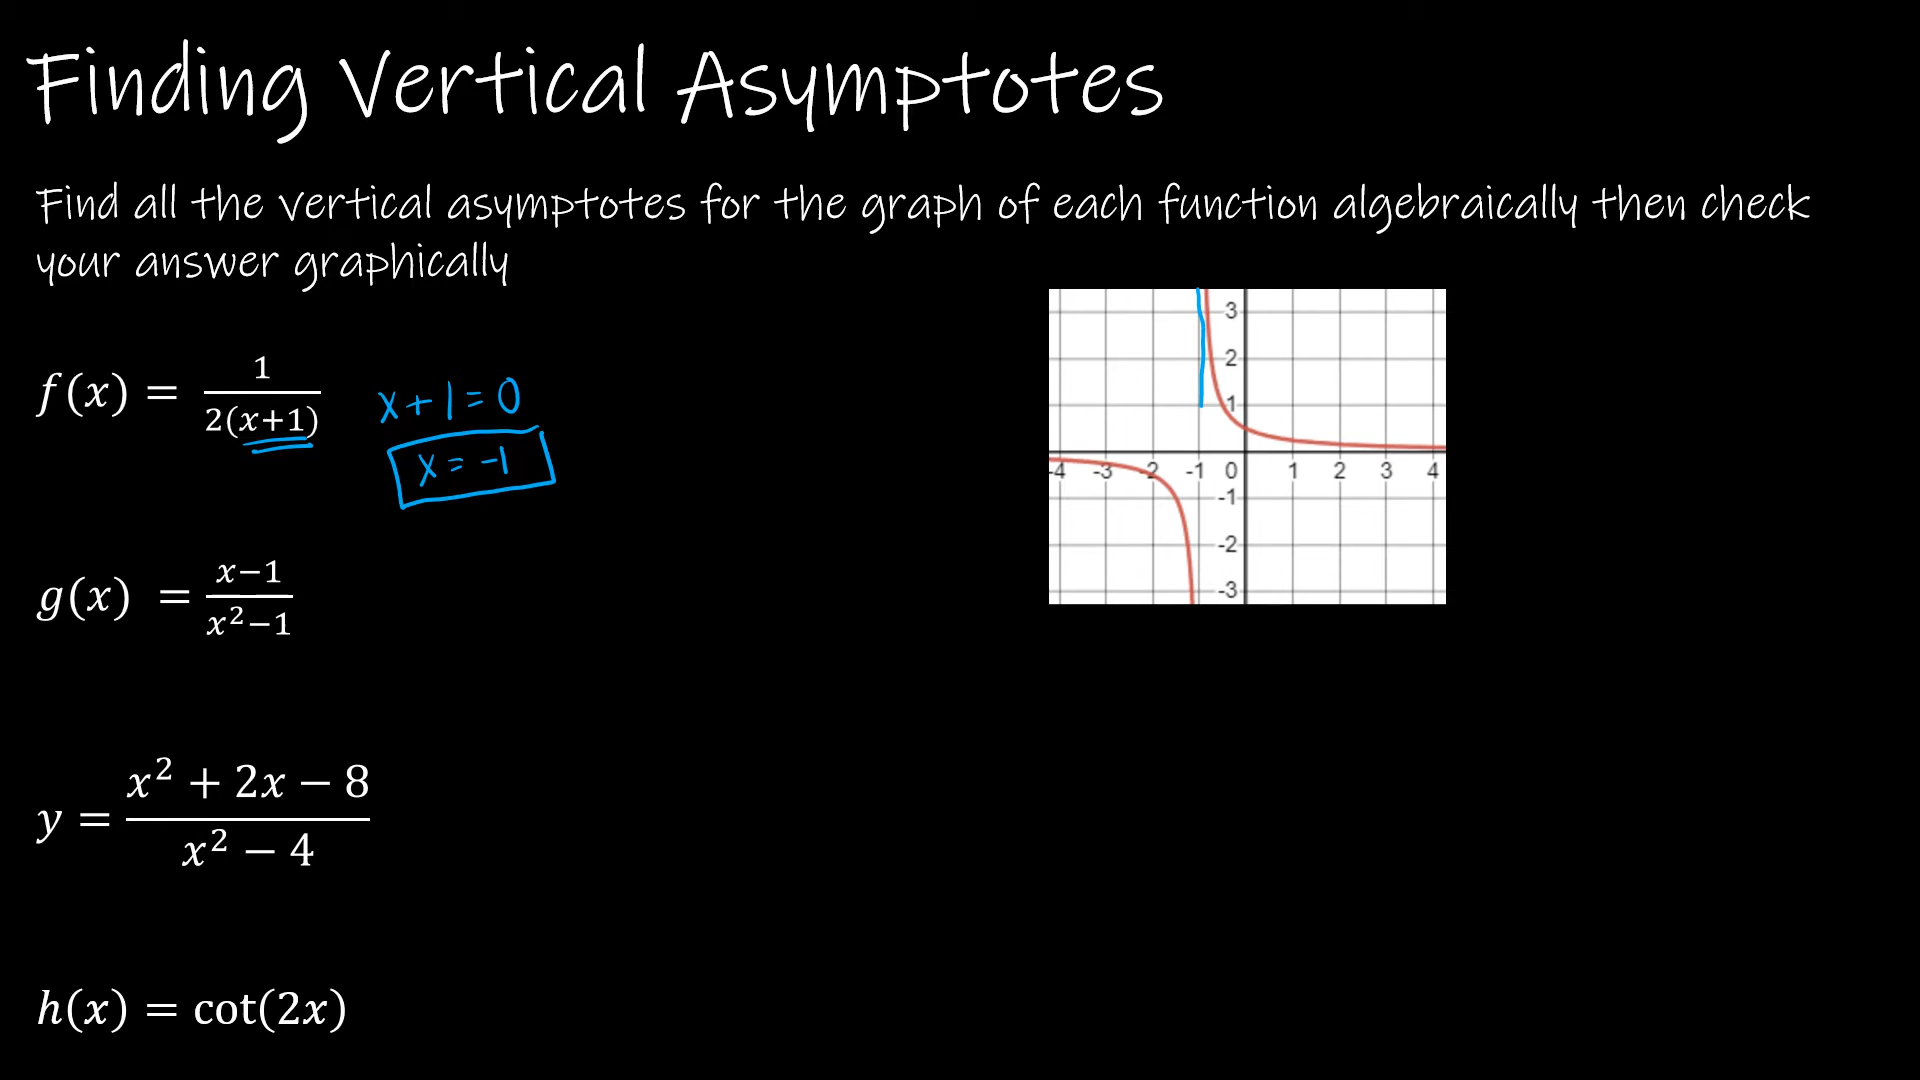 Finding Vertical Asymptotes
Find all the vertical asymptotes for the graph of each function algebraically then check
your answer graphically
f(x) = 1/2(x+1)
x+1=0
x=-1
g(x) = x−1/x²−1
y = x² + 2x − 8/x² − 4
h(x) = cot(2x)
3
2
1
-4 -3 -2 -1 0 1 2 3 4
-1
-2
-3